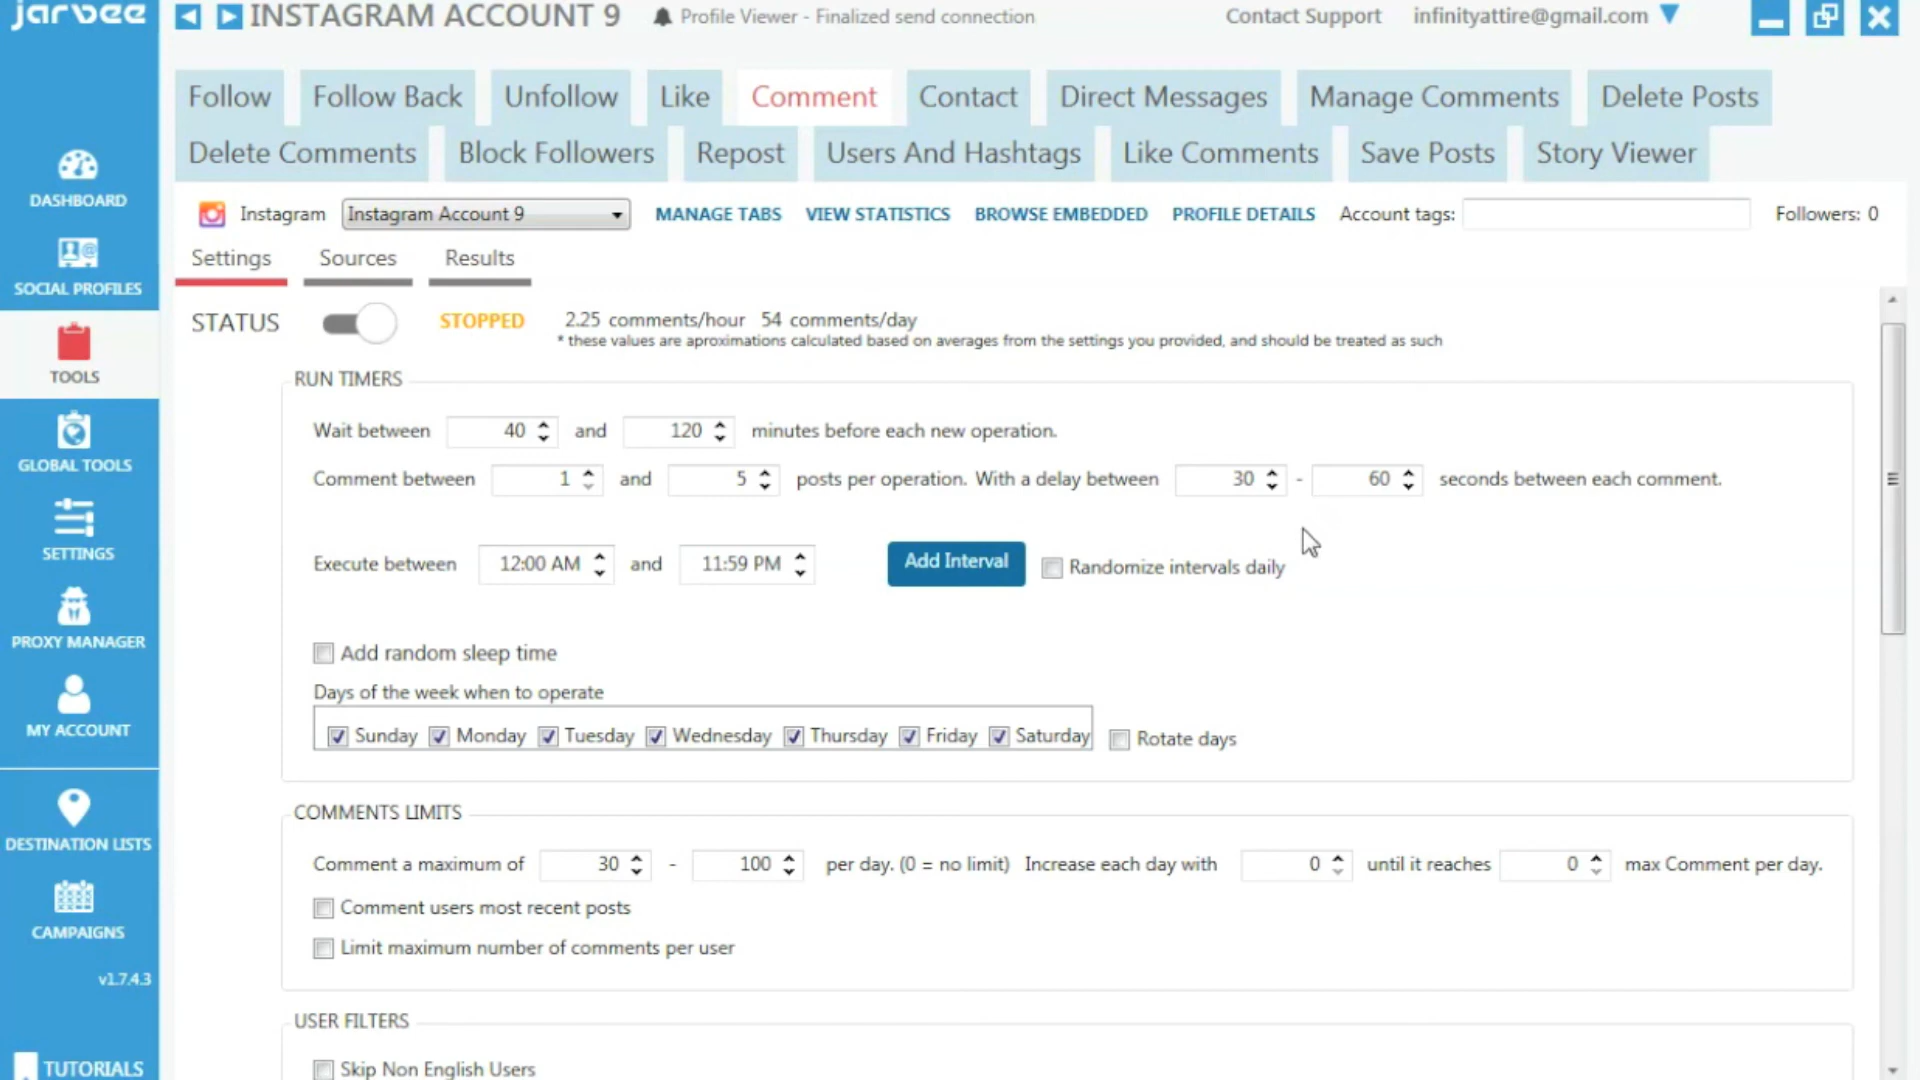 jarvee
INSTAGRAM ACCOUNT 9
Profile Viewer - Finalized send connection
Contact Support
infinityattire@gmail.com
Follow
Follow Back
Unfollow
Like
Comment
Contact
Direct Messages
Manage Comments
Delete Posts
Delete Comments
Block Followers
Repost
Users And Hashtags
Like Comments
Save Posts
Story Viewer
DASHBOARD
SOCIAL PROFILES
TOOLS
GLOBAL TOOLS
SETTINGS
PROXY MANAGER
MY ACCOUNT
DESTINATION LISTS
CAMPAIGNS
v1.7.4.3
TUTORIALS
Instagram
Instagram Account 9
MANAGE TABS
VIEW STATISTICS
BROWSE EMBEDDED
PROFILE DETAILS
Account tags:
Followers: 0
Settings
Sources
Results
STATUS
STOPPED
2.25 comments/hour 54 comments/day
* these values are aproximations calculated based on averages from the settings you provided, and should be treated as such
RUN TIMERS
Wait between 40 and 120 minutes before each new operation.
Comment between 1 and 5 posts per operation. With a delay between 30 - 60 seconds between each comment.
Execute between 12:00 AM and 11:59 PM Add Interval Randomize intervals daily
Add random sleep time
Days of the week when to operate
Sunday Monday Tuesday Wednesday Thursday Friday Saturday Rotate days
COMMENTS LIMITS
Comment a maximum of 30 - 100 per day. (0 = no limit) Increase each day with 0 until it reaches 0 max Comment per day.
Comment users most recent posts
Limit maximum number of comments per user
USER FILTERS
Skip Non English Users